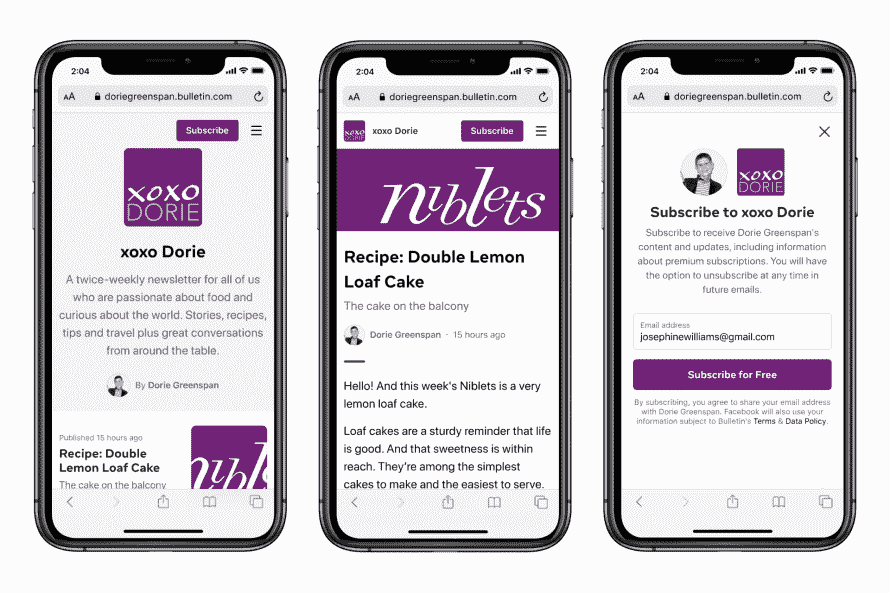 2:04
AA doriegreenspan.bulletin.com
Subscribe
xoxo
DORIE
xoxo Dorie
A twice-weekly newsletter for all of us
who are passionate about food and
curious about the world. Stories, recipes,
tips and travel plus great conversations
from around the table.
By Dorie Greenspan
Published 15 hours ago
Recipe: Double
Lemon Loaf Cake
The cake on the balcony
niblets
2:04
AA doriegreenspan.bulletin.com
xoxo
DORIE
xoxo Dorie
Subscribe
niblets
Recipe: Double Lemon
Loaf Cake
The cake on the balcony
Dorie Greenspan · 15 hours ago
Hello! And this week's Niblets is a very
lemon loaf cake.
Loaf cakes are a sturdy reminder that life
is good. And that sweetness is within
reach. They're among the simplest
cakes to make and the easiest to serve.
2:04
AA doriegreenspan.bulletin.com
xoxo
DORIE
Subscribe to xoxo Dorie
Subscribe to receive Dorie Greenspan's
content and updates, including information
about premium subscriptions. You will have
the option to unsubscribe at any time in
future emails.
Email address
josephinewilliams@gmail.com
Subscribe for Free
By subscribing, you agree to share your email address
with Dorie Greenspan. Facebook will also use your
information subject to Bulletin's Terms & Data Policy.